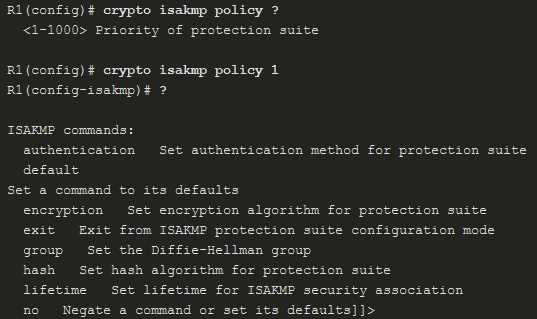 R1(config)# crypto isakmp policy ?
<1-1000> Priority of protection suite
R1(config)# crypto isakmp policy 1
R1(config-isakmp)# ?
ISAKMP commands:
authentication Set authentication method for protection suite
default
Set a command to its defaults
encryption Set encryption algorithm for protection suite
exit Exit from ISAKMP protection suite configuration mode
group Set the Diffie-Hellman group
hash Set hash algorithm for protection suite
lifetime Set lifetime for ISAKMP security association
no Negate a command or set its defaults]]>